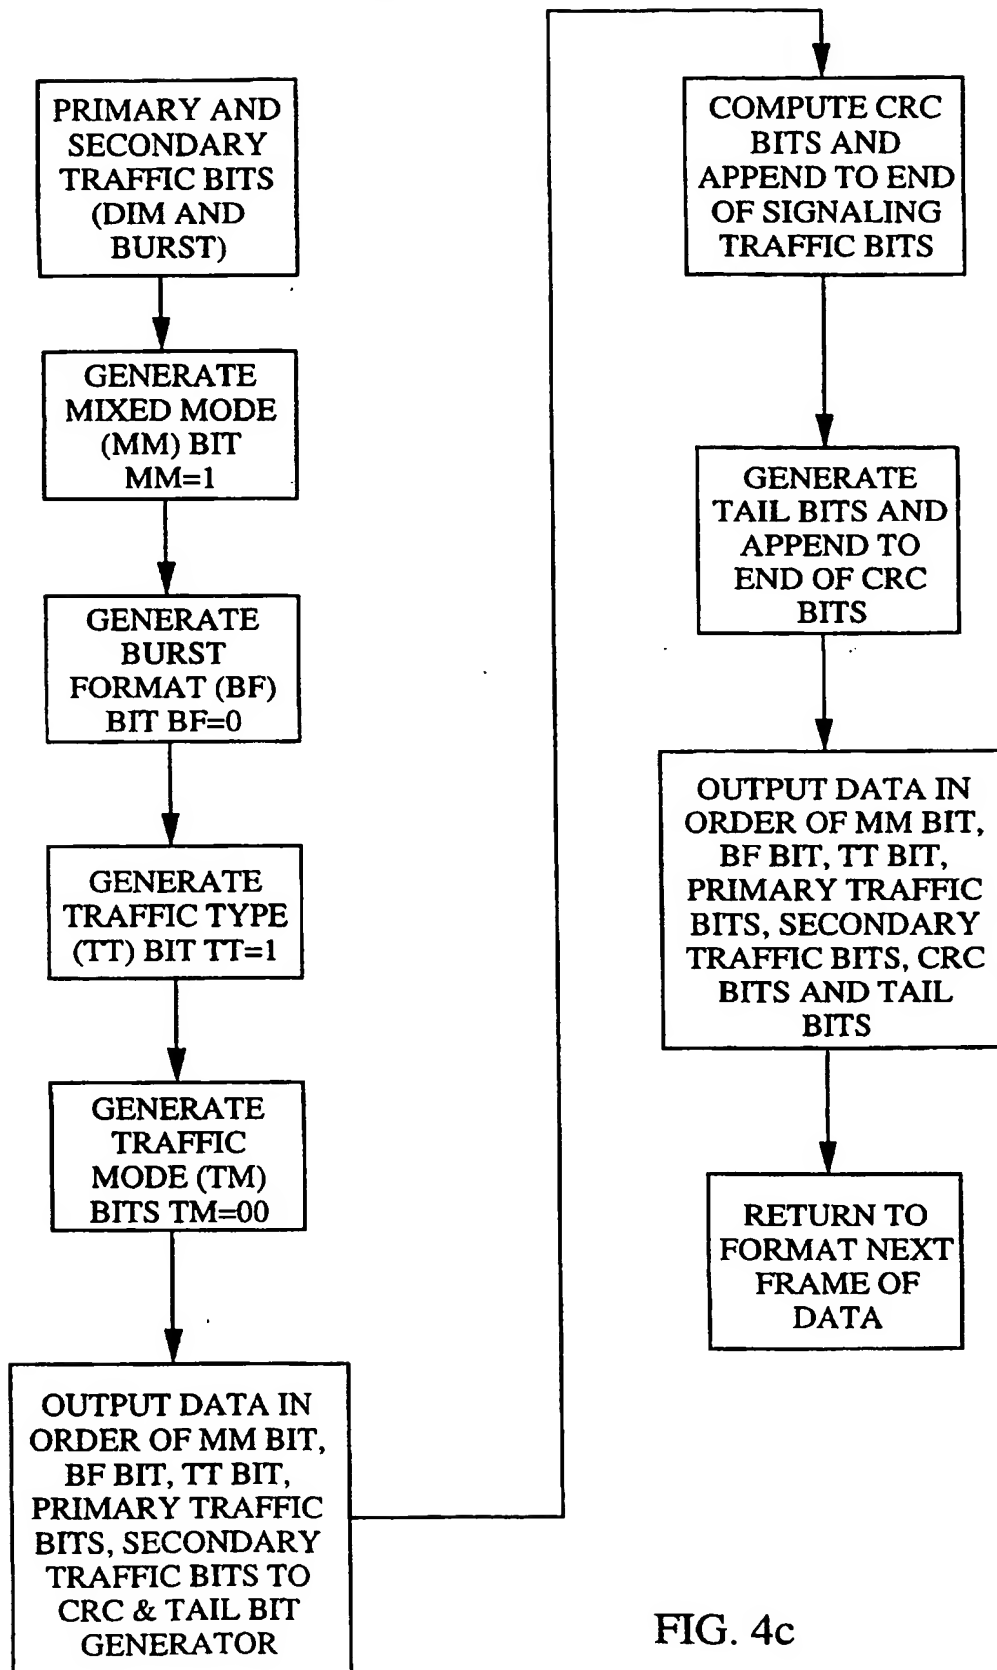 PRIMARY AND
SECONDARY
TRAFFIC BITS
(DIM AND
BURST)
GENERATE
MIXED MODE
(MM) BIT
MM=1
GENERATE
BURST
FORMAT (BF)
BIT BF=0
GENERATE
TRAFFIC TYPE
(TT) BIT TT=1
GENERATE
TRAFFIC
MODE (TM)
BITS TM=00
OUTPUT DATA IN
ORDER OF MM BIT,
BF BIT, TT BIT,
PRIMARY TRAFFIC
BITS, SECONDARY
TRAFFIC BITS TO
CRC & TAIL BIT
GENERATOR
COMPUTE CRC
BITS AND
APPEND TO END
OF SIGNALING
TRAFFIC BITS
GENERATE
TAIL BITS AND
APPEND TO
END OF CRC
BITS
OUTPUT DATA IN
ORDER OF MM BIT,
BF BIT, TT BIT,
PRIMARY TRAFFIC
BITS, SECONDARY
TRAFFIC BITS, CRC
BITS AND TAIL
BITS
RETURN TO
FORMAT NEXT
FRAME OF
DATA
FIG. 4c